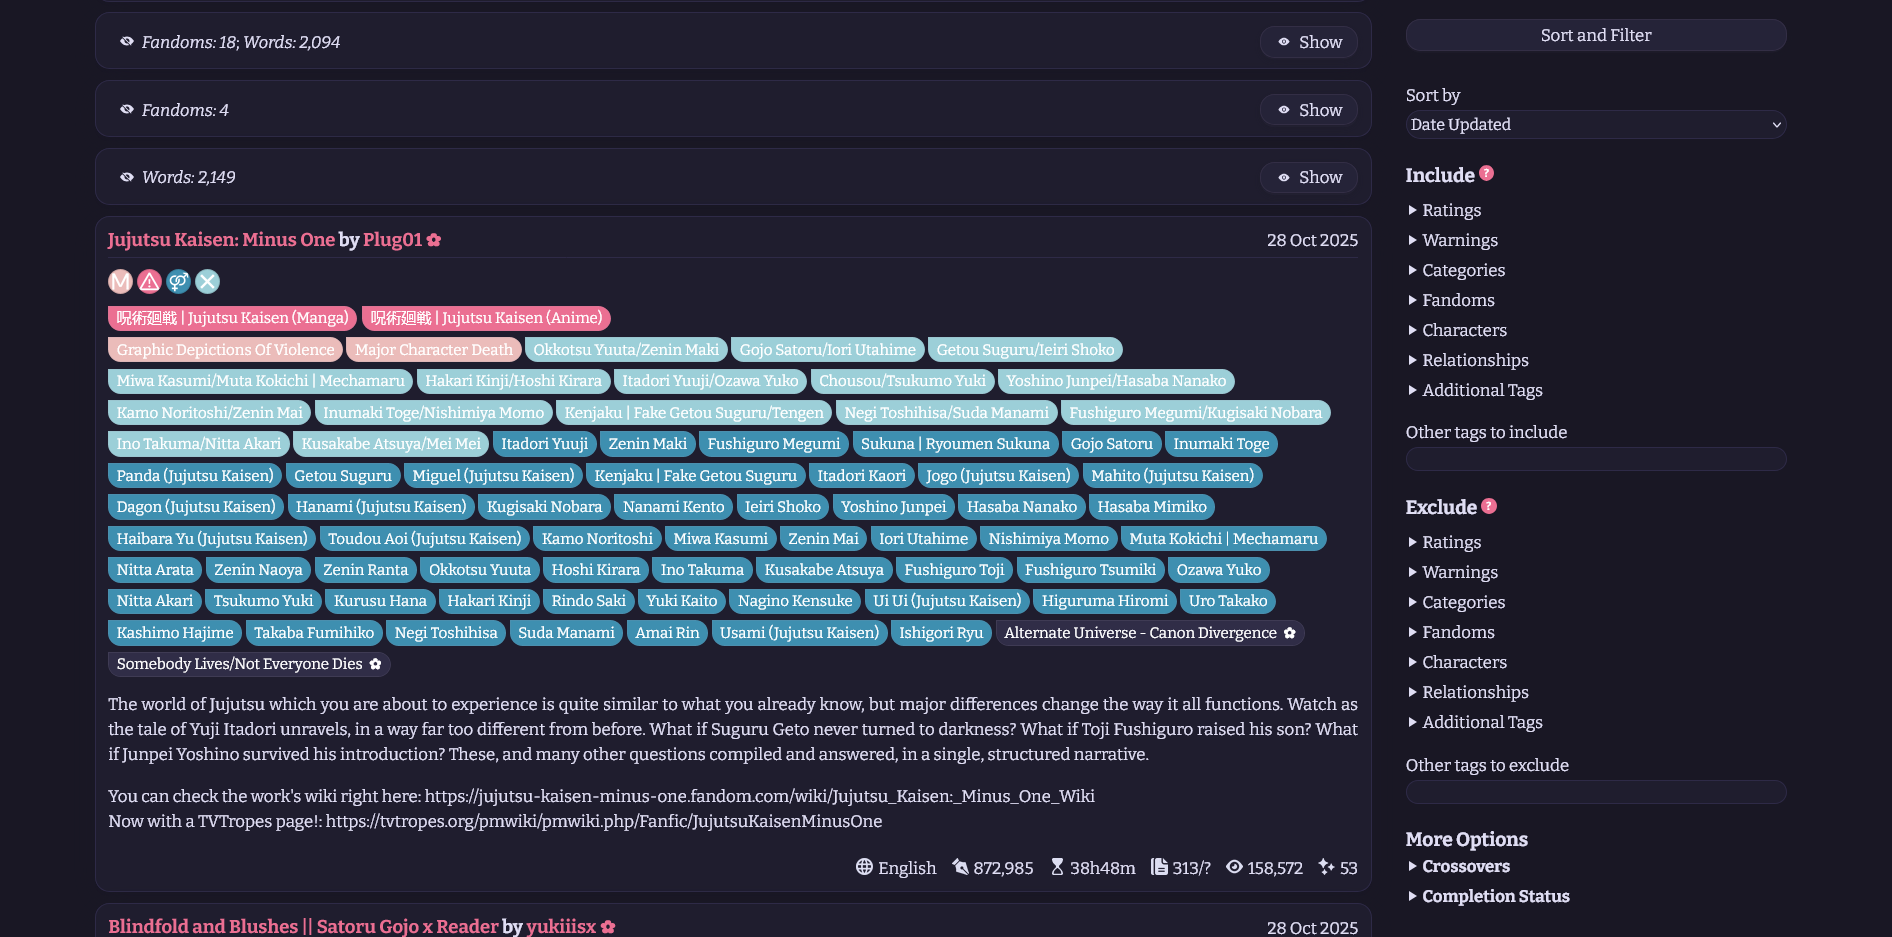 Fandoms: 18; Words: 2,094
Show
Fandoms: 4
Show
Words: 2,149
Show
Jujutsu Kaisen: Minus One by Plug01
28 Oct 2025
呪術廻戦 | Jujutsu Kaisen (Manga) 呪術廻戦 | Jujutsu Kaisen (Anime)
Graphic Depictions Of Violence Major Character Death Okkotsu Yuuta/Zenin Maki Gojo Satoru/Iori Utahime Getou Suguru/Ieiri Shoko
Miwa Kasumi/Muta Kokichi | Mechamaru Hakari Kinji/Hoshi Kirara Itadori Yuuji/Ozawa Yuko Chousou/Tsukumo Yuki Yoshino Junpei/Hasaba Nanako
Kamo Noritoshi/Zenin Mai Inumaki Toge/Nishimiya Momo Kenjaku | Fake Getou Suguru/Tengen Negi Toshihisa/Suda Manami Fushiguro Megumi/Kugisaki Nobara
Ino Takuma/Nitta Akari Kusakabe Atsuya/Mei Mei Itadori Yuuji Zenin Maki Fushiguro Megumi Sukuna | Ryoumen Sukuna Gojo Satoru Inumaki Toge
Panda (Jujutsu Kaisen) Getou Suguru Miguel (Jujutsu Kaisen) Kenjaku | Fake Getou Suguru Itadori Kaori Jogo (Jujutsu Kaisen) Mahito (Jujutsu Kaisen)
Dagon (Jujutsu Kaisen) Hanami (Jujutsu Kaisen) Kugisaki Nobara Nanami Kento Ieiri Shoko Yoshino Junpei Hasaba Nanako Hasaba Mimiko
Haibara Yu (Jujutsu Kaisen) Toudou Aoi (Jujutsu Kaisen) Kamo Noritoshi Miwa Kasumi Zenin Mai Iori Utahime Nishimiya Momo Muta Kokichi | Mechamaru
Nitta Arata Zenin Naoya Zenin Ranta Okkotsu Yuuta Hoshi Kirara Ino Takuma Kusakabe Atsuya Fushiguro Toji Fushiguro Tsumiki Ozawa Yuko
Nitta Akari Tsukumo Yuki Kurusu Hana Hakari Kinji Rindo Saki Yuki Kaito Nagino Kensuke Ui Ui (Jujutsu Kaisen) Higuruma Hiromi Uro Takako
Kashimo Hajime Takaba Fumihiko Negi Toshihisa Suda Manami Amai Rin Usami (Jujutsu Kaisen) Ishigori Ryu Alternate Universe - Canon Divergence
Somebody Lives/Not Everyone Dies
The world of Jujutsu which you are about to experience is quite similar to what you already know, but major differences change the way it all functions. Watch as
the tale of Yuji Itadori unravels, in a way far too different from before. What if Suguru Geto never turned to darkness? What if Toji Fushiguro raised his son? What
if Junpei Yoshino survived his introduction? These, and many other questions compiled and answered, in a single, structured narrative.
You can check the work's wiki right here: https://jujutsu-kaisen-minus-one.fandom.com/wiki/Jujutsu_Kaisen:_Minus_One_Wiki
Now with a TVTropes page!: https://tvtropes.org/pmwiki/pmwiki.php/Fanfic/JujutsuKaisenMinusOne
English 872,985 38h48m 313/? 158,572 53
Blindfold and Blushes || Satoru Gojo x Reader by yukiiisx
28 Oct 2025
Sort and Filter
Sort by
Date Updated
Include ?
Ratings
Warnings
Categories
Fandoms
Characters
Relationships
Additional Tags
Other tags to include
Exclude ?
Ratings
Warnings
Categories
Fandoms
Characters
Relationships
Additional Tags
Other tags to exclude
More Options
Crossovers
Completion Status